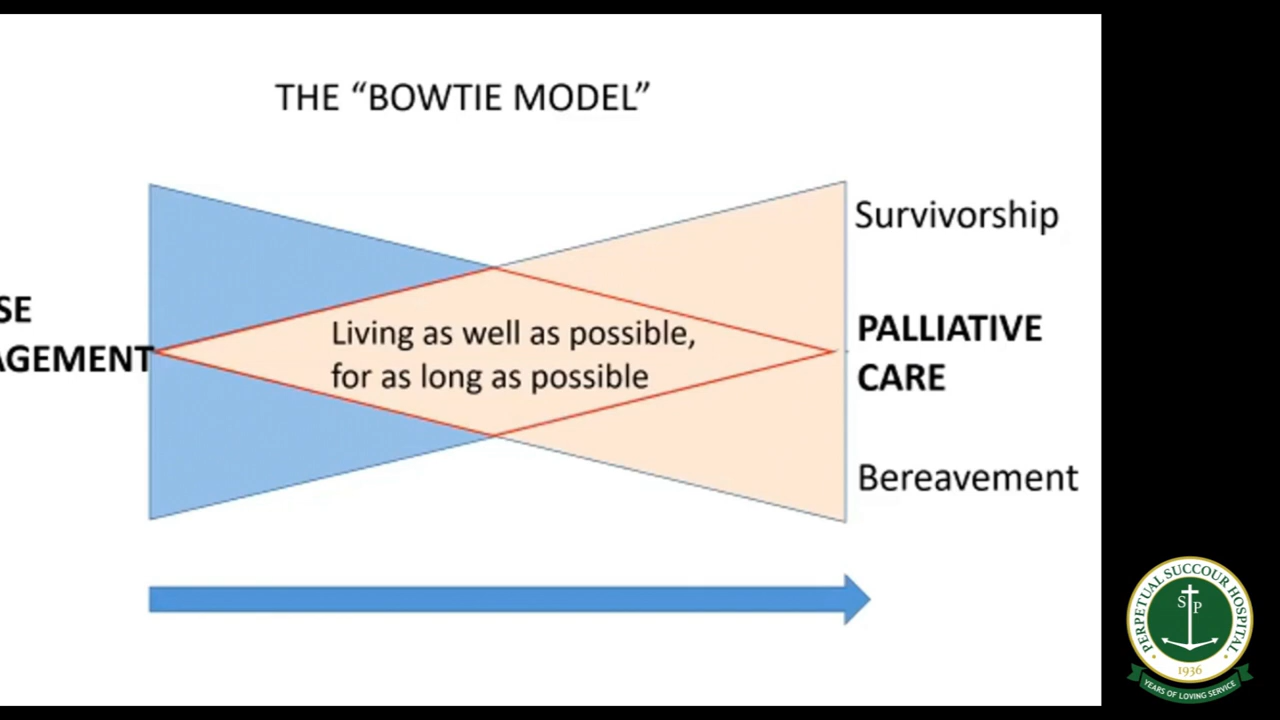 THE “BOWTIE MODEL”
SE
AGEMENT
Living as well as possible,
for as long as possible
Survivorship
PALLIATIVE
CARE
Bereavement
PERPETUAL SUCCOUR HOSPITAL
S P
1936
YEARS OF LOVING SERVICE